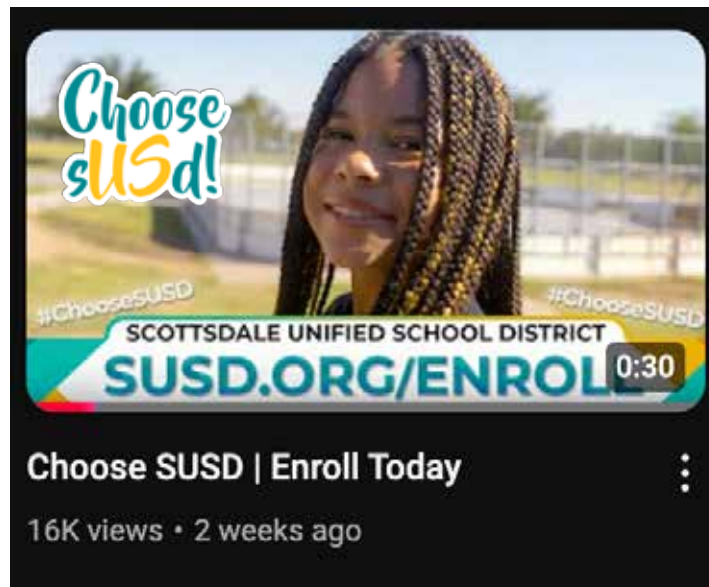 Choose
sUSd!
#ChooseSUSD
#ChooseSUSD
SCOTTSDALE UNIFIED SCHOOL DISTRICT
SUSD.ORG/ENROLL
0:30
Choose SUSD | Enroll Today
16K views • 2 weeks ago